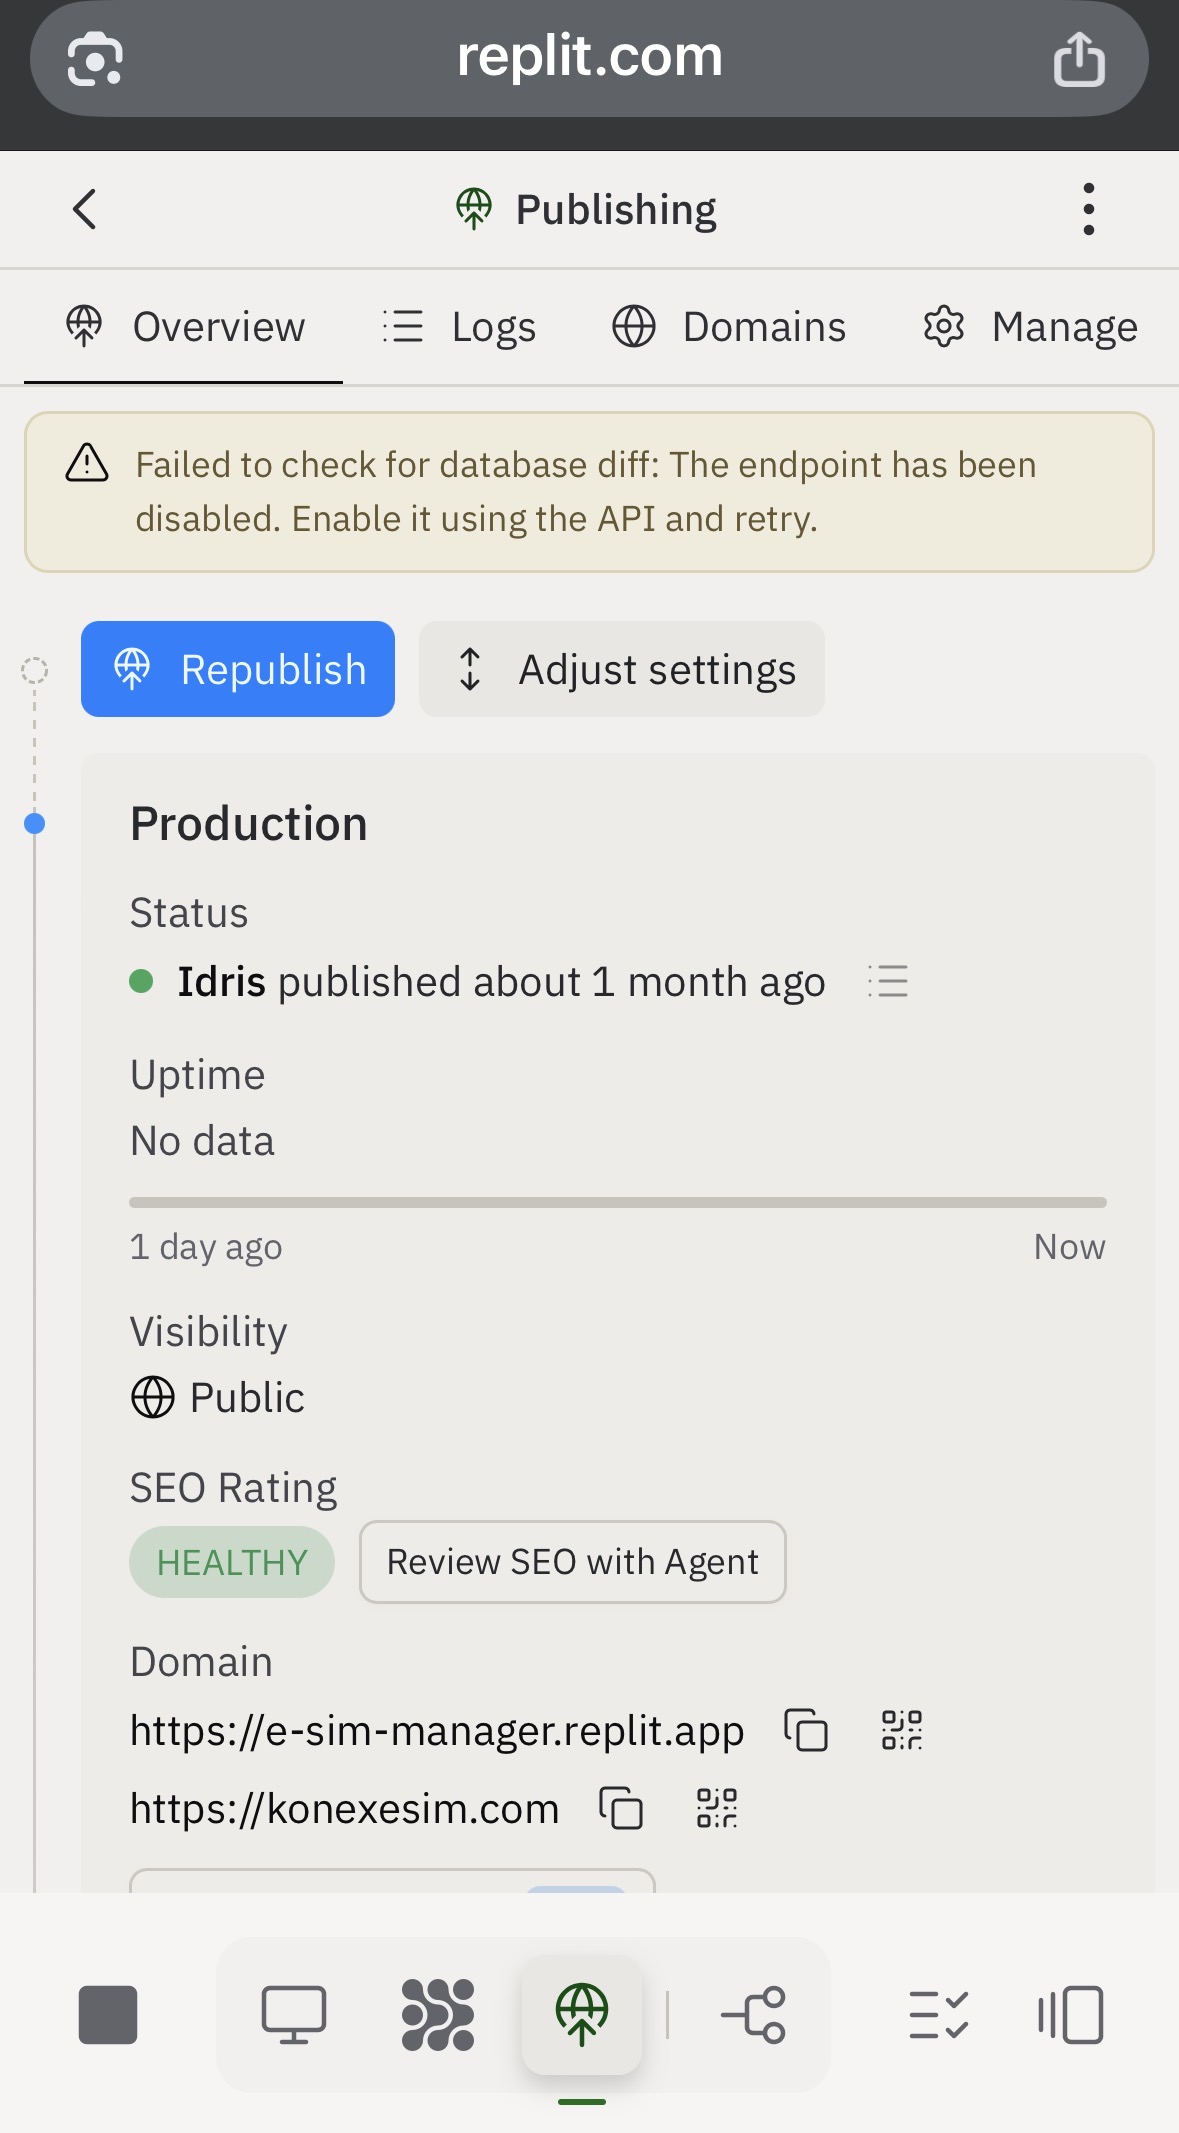 replit.com
Publishing
Overview
Logs
Domains
Manage
Failed to check for database diff: The endpoint has been
disabled. Enable it using the API and retry.
Republish
Adjust settings
Production
Status
Idris published about 1 month ago
Uptime
No data
1 day ago
Now
Visibility
Public
SEO Rating
HEALTHY
Review SEO with Agent
Domain
https://e-sim-manager.replit.app
https://konexesim.com